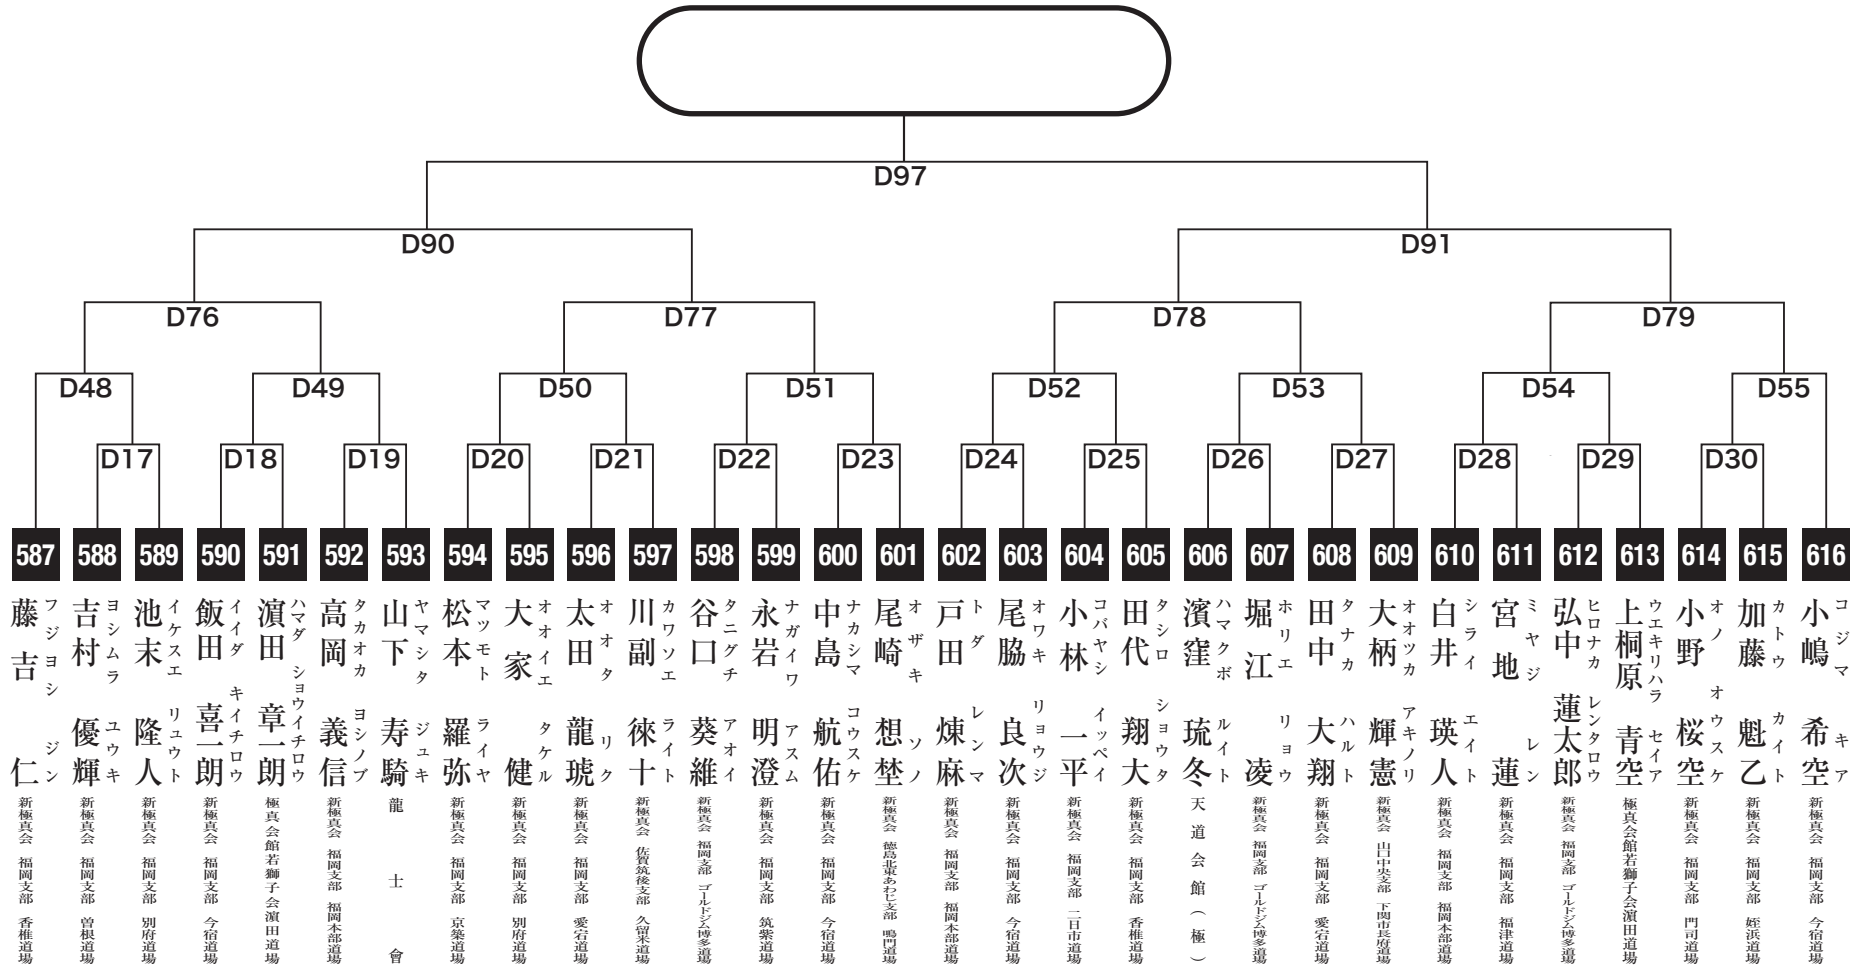 D97
D90
D91
D76
D77
D78
D79
D48
D49
D50
D51
D52
D53
D54
D55
D17
D18
D19
D20
D21
D22
D23
D24
D25
D26
D27
D28
D29
D30
587
藤吉 仁
フジヨシ ジン
新極真会 福岡支部 香椎道場
588
吉村 優輝
ヨシムラ ユウキ
新極真会 福岡支部 曽根道場
589
池末 隆人
イケスエ リュウト
新極真会 福岡支部 別府道場
590
飯田 喜一朗
イイダ キイチロウ
新極真会 福岡支部 今宿道場
591
濵田 章一朗
ハマダ ショウイチロウ
極真会館若獅子会濵田道場
592
高岡 義信
タカオカ ヨシノブ
新極真会 福岡支部 福岡本部道場
593
山下 寿騎
ヤマシタ ジュキ
龍士會
594
松本 羅弥
マツモト ライヤ
新極真会 福岡支部 京築道場
595
大家 健
オオイエ タケル
新極真会 福岡支部 別府道場
596
太田 龍琥
オオタ リク
新極真会 福岡支部 愛宕道場
597
川副 徠十
カワソエ ライト
新極真会 佐賀筑後支部 久留米道場
598
谷口 葵維
タニグチ アオイ
新極真会 福岡支部 ゴールドジム博多道場
599
永岩 明澄
ナガイワ アスム
新極真会 福岡支部 筑紫道場
600
中島 航佑
ナカシマ コウスケ
新極真会 福岡支部 今宿道場
601
尾崎 想埜
オザキ ソノ
新極真会 徳島北東あわじ支部 鳴門道場
602
戸田 煉麻
トダ レンマ
新極真会 福岡支部 福岡本部道場
603
尾脇 良次
オワキ リョウジ
新極真会 福岡支部 今宿道場
604
小林 一平
コバヤシ イッペイ
新極真会 福岡支部 二日市道場
605
田代 翔大
タシロ ショウタ
新極真会 福岡支部 香椎道場
606
濱窪 琉冬
ハマクボ ルイト
天道会館(極)
607
堀江 凌
ホリエ リョウ
新極真会 福岡支部 ゴールドジム博多道場
608
田中 大翔
タナカ ハルト
新極真会 福岡支部 愛宕道場
609
大柄 輝憲
オオツカ アキノリ
新極真会 山口中央支部 下関市長府道場
610
白井 瑛人
シライ エイト
新極真会 福岡支部 福岡本部道場
611
宮地 蓮
ミヤジ レン
新極真会 福岡支部 福津道場
612
弘中 蓮太郎
ヒロナカ レンタロウ
新極真会 福岡支部 ゴールドジム博多道場
613
上桐原 青空
ウエキリハラ セイア
極真会館若獅子会濵田道場
614
小野 桜空
オノ オウスケ
新極真会 福岡支部 門司道場
615
加藤 魁乙
カトウ カイト
新極真会 福岡支部 姪浜道場
616
小嶋 希空
コジマ キア
新極真会 福岡支部 今宿道場